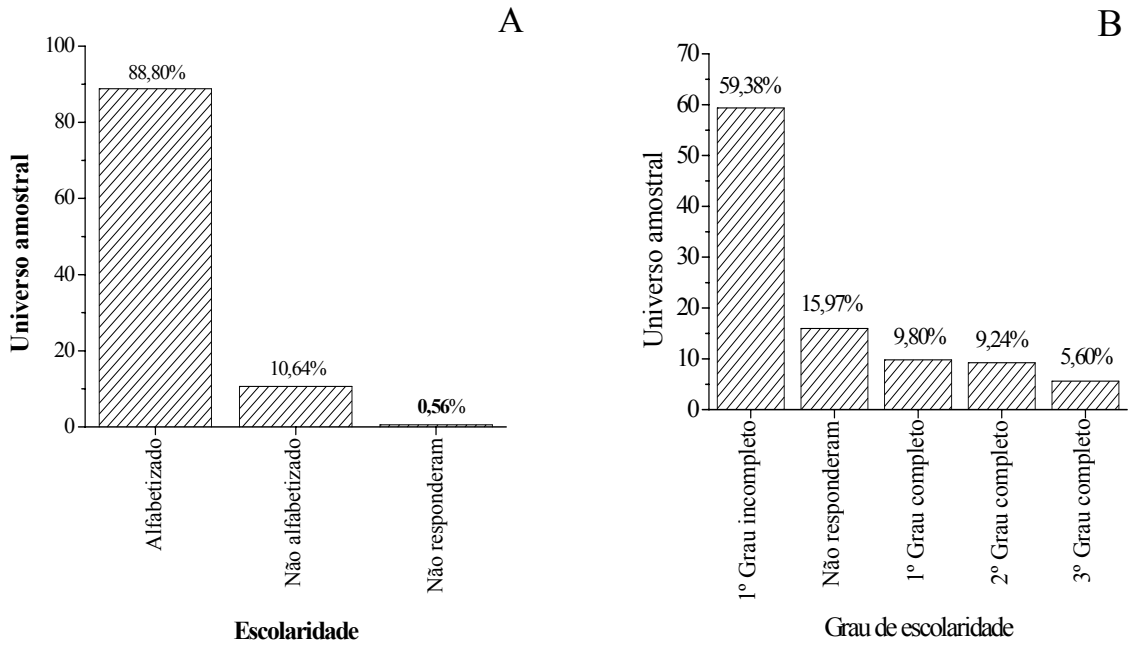 A
Universo amostral
100
80
60
40
20
0
88,80%
10,64%
0,56%
Alfabetizado
Não alfabetizado
Não responderam
Escolaridade
B
Universo amostral
70
60
50
40
30
20
10
0
59,38%
15,97%
9,80%
9,24%
5,60%
1º Grau incompleto
Não responderam
1º Grau completo
2º Grau completo
3º Grau completo
Grau de escolaridade